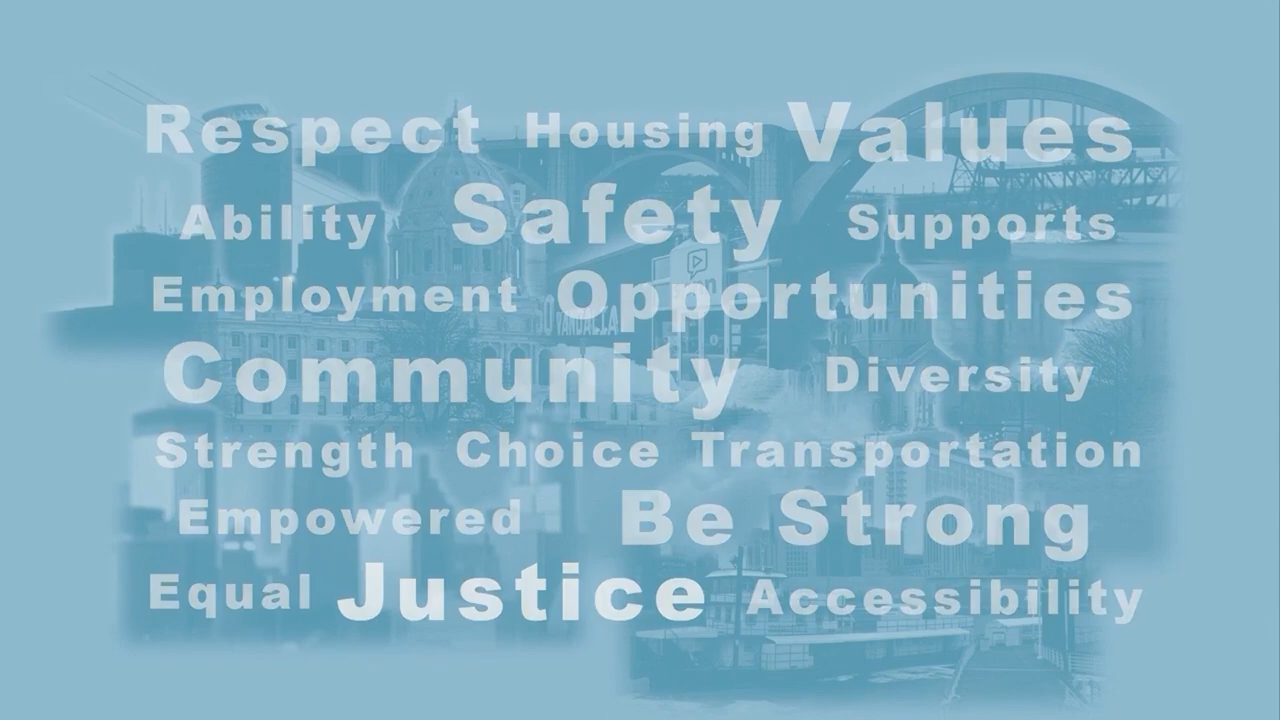 Respect Housing Values
Ability Safety Supports
Employment Opportunities
VANDALIA
Community Diversity
Strength Choice Transportation
Empowered Be Strong
Equal Justice Accessibility